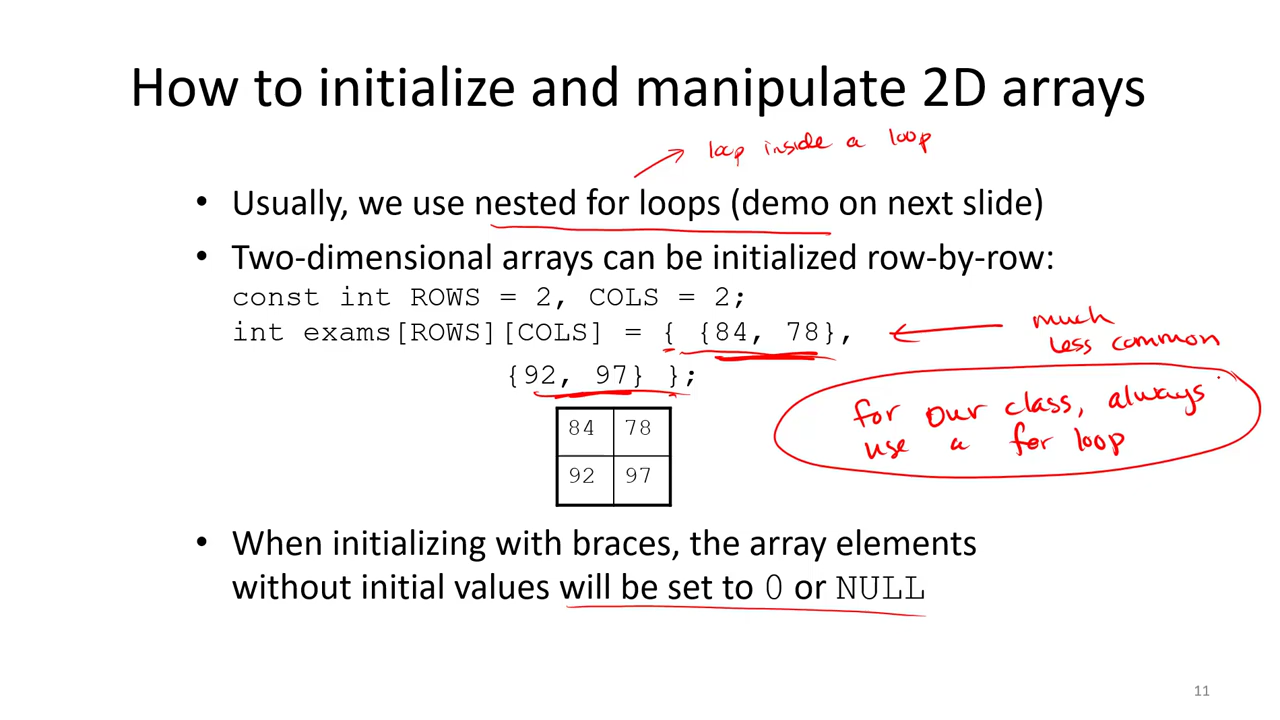 How to initialize and manipulate 2D arrays
loop inside a loop
• Usually, we use nested for loops (demo on next slide)
• Two-dimensional arrays can be initialized row-by-row:
const int ROWS = 2, COLS = 2;
int exams[ROWS][COLS] = { {84, 78},
{92, 97} };
much
less common
for our class, always
use a for loop
84 78
92 97
• When initializing with braces, the array elements
without initial values will be set to 0 or NULL
11